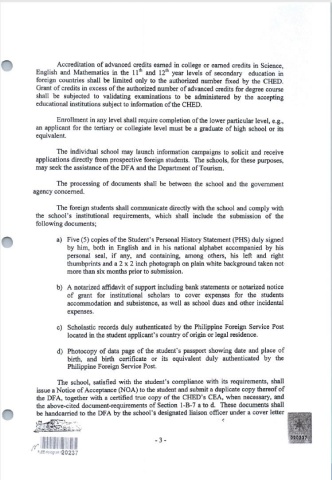 Accreditation of advanced credits earned in college or earned credits in Science,
English and Mathematics in the 11th and 12th year levels of secondary education in
foreign countries shall be limited only to the authorized number fixed by the CHED.
Grant of credits in excess of the authorized number of advanced credits for degree course
shall be subjected to validating examinations to be administered by the accepting
educational institutions subject to information of the CHED.
Enrollment in any level shall require completion of the lower particular level, e.g.,
an applicant for the tertiary or collegiate level must be a graduate of high school or its
equivalent.
The individual school may launch information campaigns to solicit and receive
applications directly from prospective foreign students. The schools, for these purposes,
may seek the assistance of the DFA and the Department of Tourism.
The processing of documents shall be between the school and the government
agency concerned.
The foreign students shall communicate directly with the school and comply with
the school's institutional requirements, which shall include the submission of the
following documents;
a) Five (5) copies of the Student's Personal History Statement (PHS) duly signed
by him, both in English and in his national alphabet accompanied by his
personal seal, if any, and containing, among others, his left and right
thumbprints and a 2 x 2 inch photograph on plain white background taken not
more than six months prior to submission.
b) A notarized affidavit of support including bank statements or notarized notice
of grant for institutional scholars to cover expenses for the students
accommodation and subsistence, as well as school dues and other incidental
expenses.
c) Scholastic records duly authenticated by the Philippine Foreign Service Post
located in the student applicant's country of origin or legal residence.
d) Photocopy of data page of the student's passport showing date and place of
birth, and birth certificate or its equivalent duly authenticated by the
Philippine Foreign Service Post.
The school, satisfied with the student's compliance with its requirements, shall
issue a Notice of Acceptance (NOA) to the student and submit a duplicate copy thereof of
the DFA, together with a certified true copy of the CHED's CEA, when necessary, and
the above-cited document-requirements of Section 1-B-7 a to d. These documents shall
be handcarried to the DFA by the school's designated liaison officer under a cover letter
- 3 -